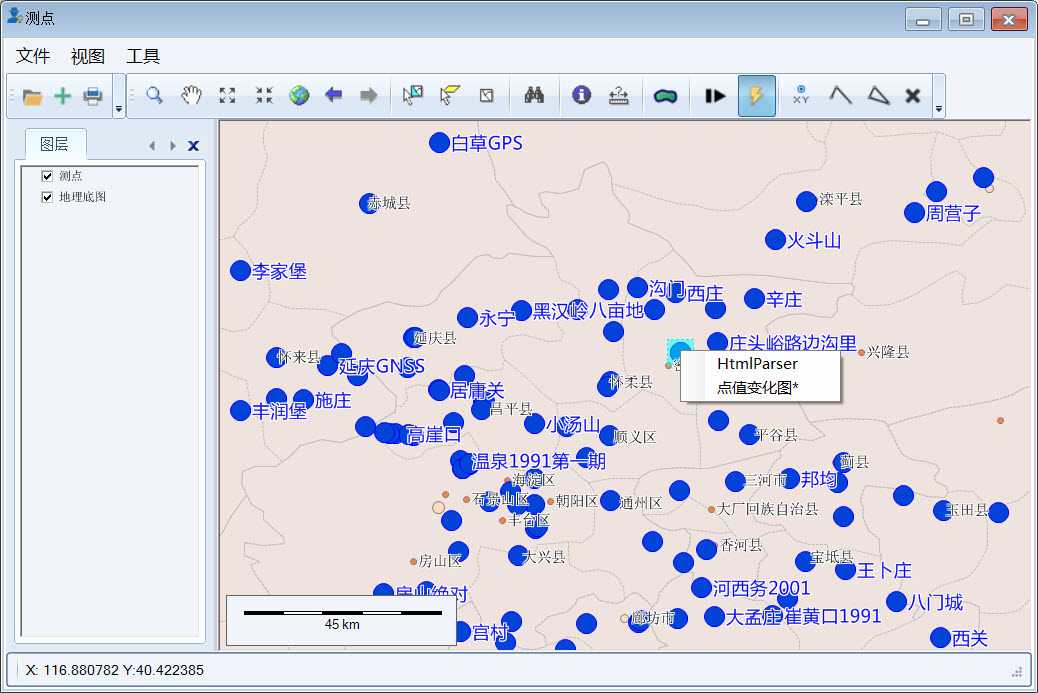 测点
文件 视图 工具
XY
图层
测点
地理底图
白草GPS
赤城县
滦平县
周营子
火斗山
李家堡
沟门 西庄
辛庄
永宁 黑汉岭 八亩地
延庆县
庄头峪路边沟里
怀来县
兴隆县
延庆GNSS
HtmlParser
怀柔县
点值变化图*
居庸关
施庄
丰润堡
昌平县
小汤山
高崖口
顺义区
平谷县
温泉1991第一期
蓟县
海淀区
三河市
邦均
石景山区
朝阳区
通州区
大厂回族自治县
玉田县
丰台区
香河县
房山区
大兴县
宝坻县
王卜庄
房山绝对
河西务2001
八门城
大孟庄 崔黄口1991
廊坊市
45 km
宫村
西关
X: 116.880782 Y:40.422385